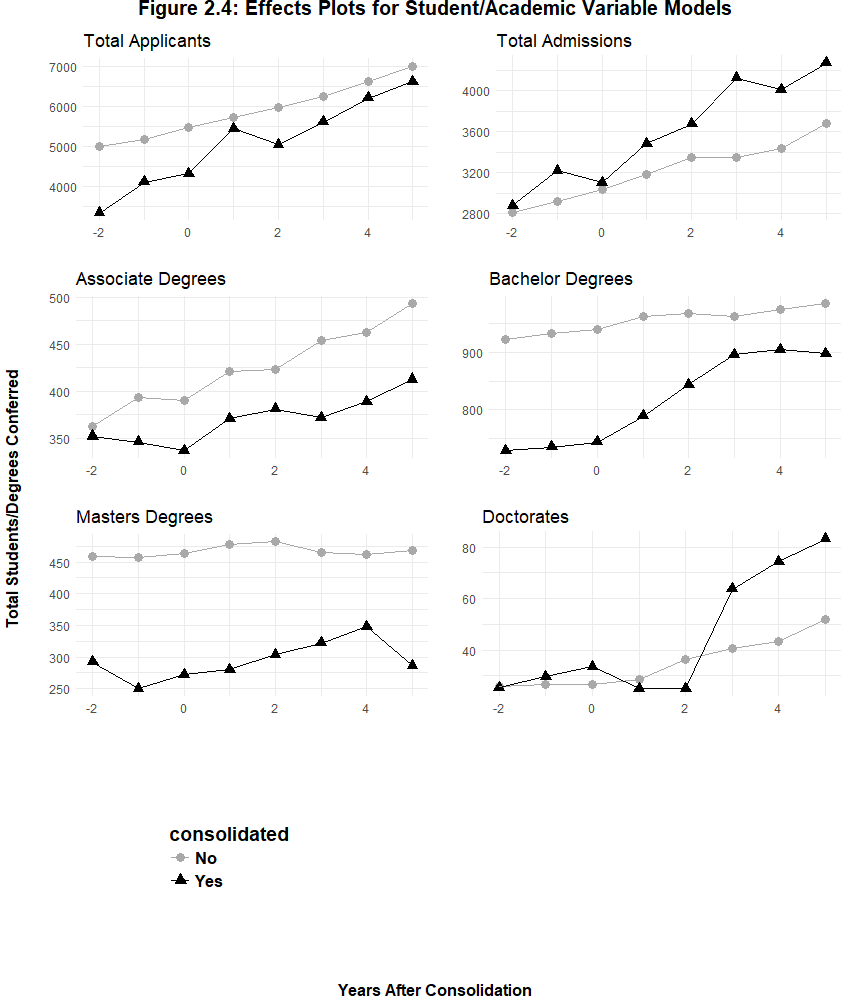 Figure 2.4: Effects Plots for Student/Academic Variable Models
Total Applicants
7000
6000
5000
4000
-2 0 2 4
Total Admissions
4000
3600
3200
2800
-2 0 2 4
Associate Degrees
500
450
400
350
-2 0 2 4
Bachelor Degrees
900
800
-2 0 2 4
Masters Degrees
450
400
350
300
250
-2 0 2 4
Doctorates
80
60
40
-2 0 2 4
Total Students/Degrees Conferred
consolidated
No
Yes
Years After Consolidation